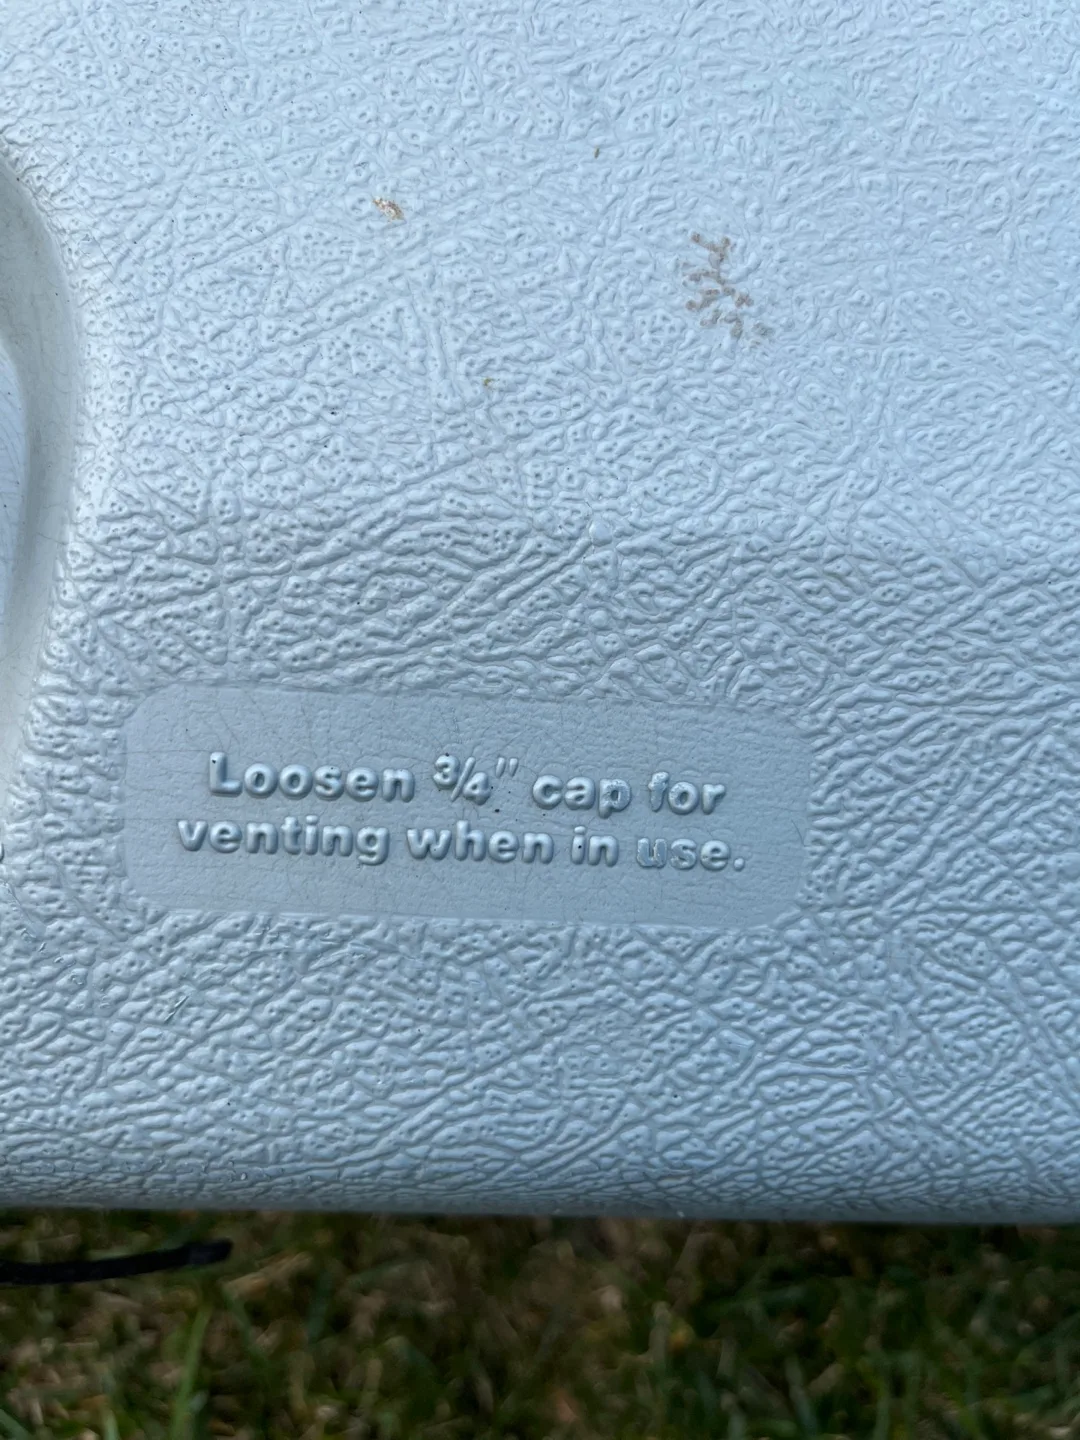 Loosen ¾" cap for
venting when in use.